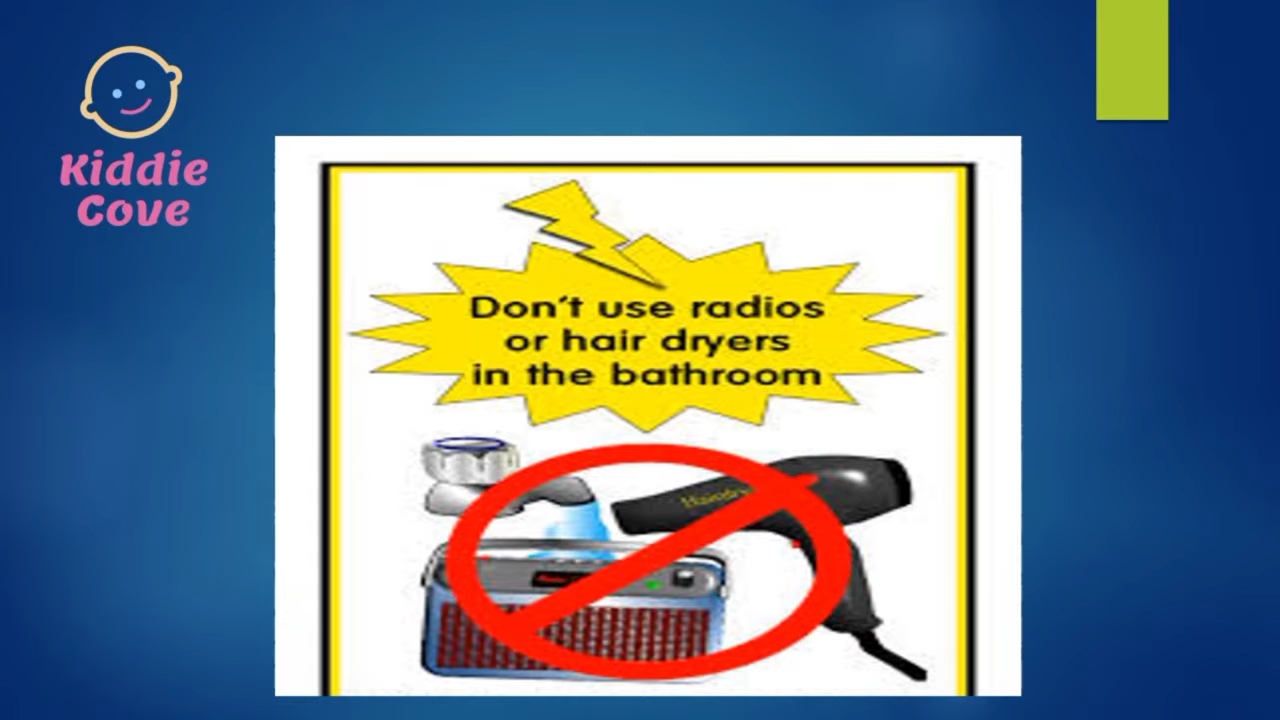 Kiddie
Cove
Don't use radios
or hair dryers
in the bathroom